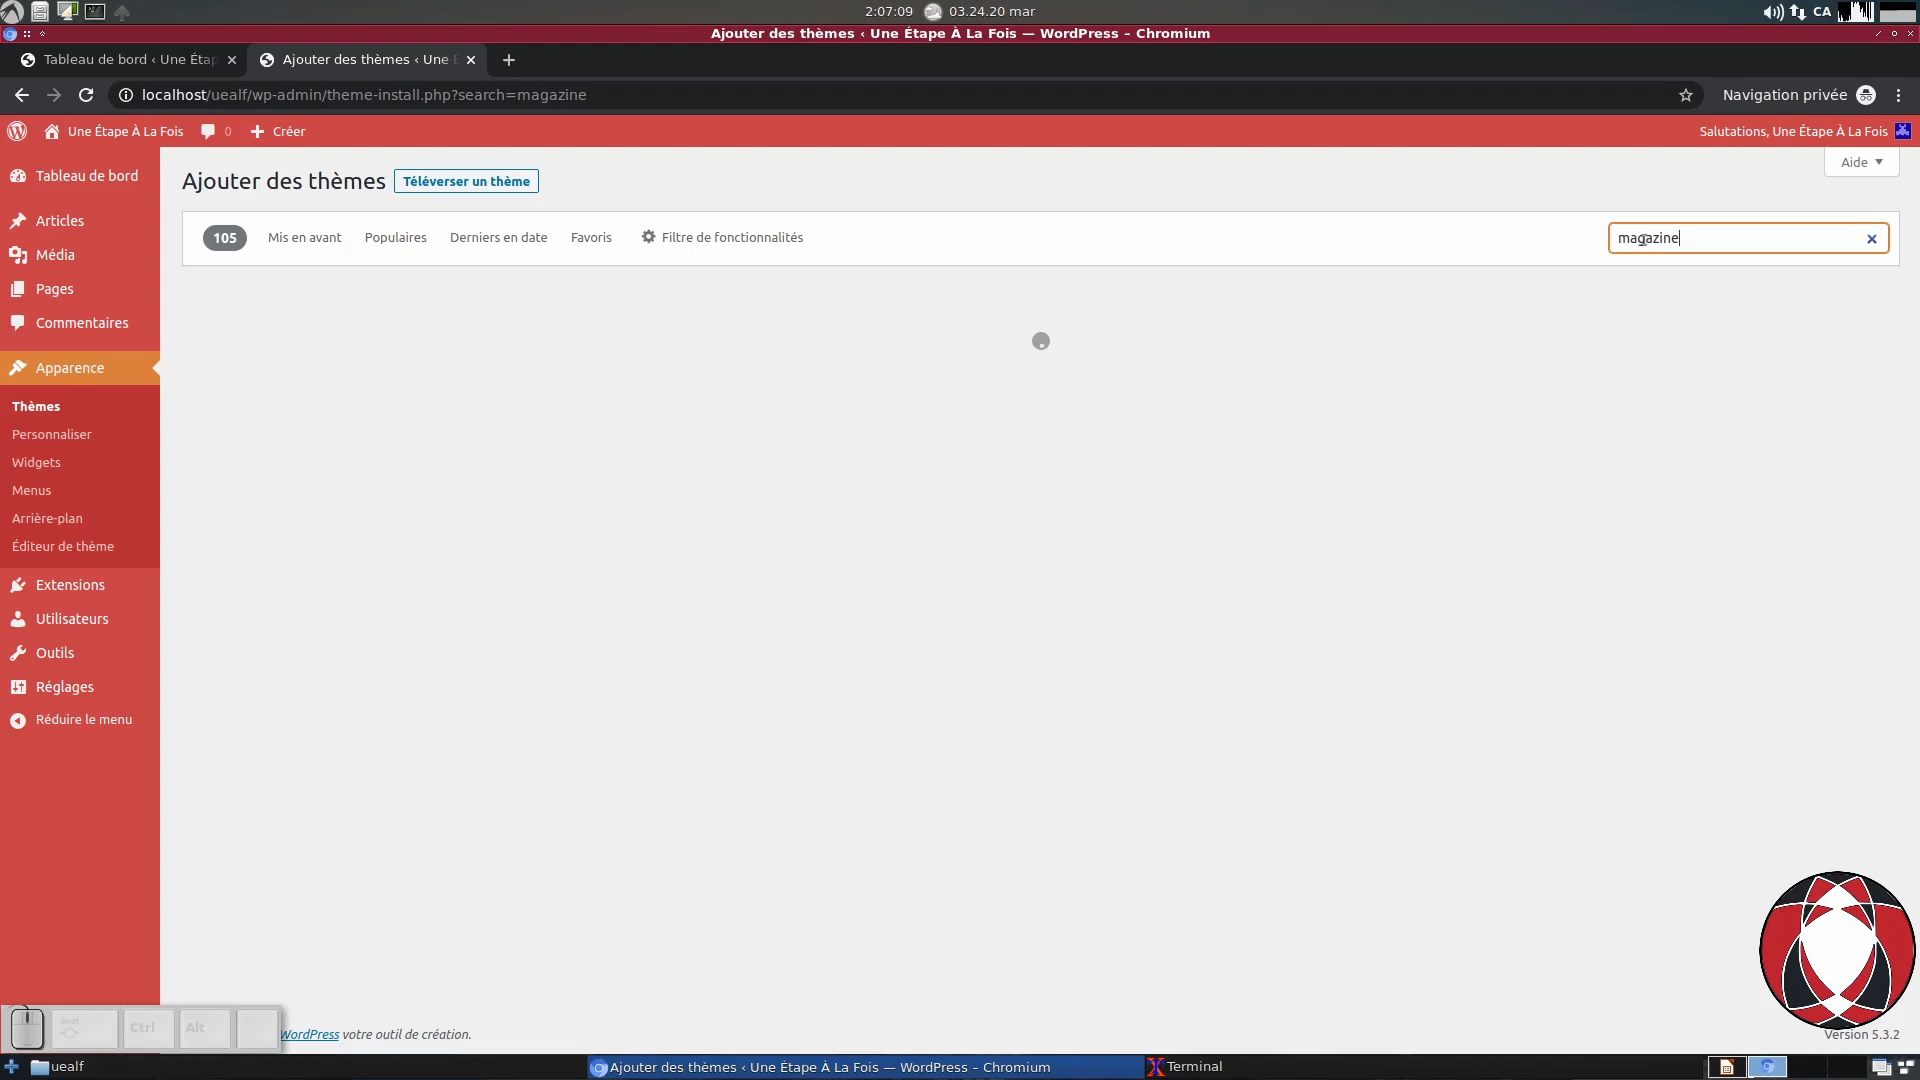 2:07:09 03.24.20 mar CA
Ajouter des thèmes ‹ Une Étape À La Fois — WordPress – Chromium
Tableau de bord ‹ Une Étap
Ajouter des thèmes ‹ Une É
localhost/uealf/wp-admin/theme-install.php?search=magazine
Navigation privée
Une Étape À La Fois 0 Créer
Salutations, Une Étape À La Fois
Aide
Tableau de bord
Articles
Média
Pages
Commentaires
Apparence
Thèmes
Personnaliser
Widgets
Menus
Arrière-plan
Éditeur de thème
Extensions
Utilisateurs
Outils
Réglages
Réduire le menu
Ajouter des thèmes Téléverser un thème
105 Mis en avant Populaires Derniers en date Favoris Filtre de fonctionnalités
magazine
Shift Ctrl Alt
WordPress votre outil de création.
Version 5.3.2
uealf
Ajouter des thèmes ‹ Une Étape À La Fois — WordPress – Chromium
Terminal